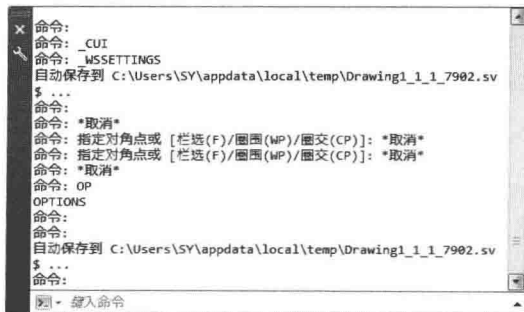 命令:
命令: _CUI
命令: _WSSETTINGS
自动保存到 C:\Users\SY\appdata\local\temp\Drawing1_1_1_7902.sv
$ ...
命令:
命令: *取消*
命令: 指定对角点或 [栏选(F)/圈围(WP)/圈交(CP)]: *取消*
命令: 指定对角点或 [栏选(F)/圈围(WP)/圈交(CP)]: *取消*
命令: *取消*
命令: OP
OPTIONS
命令:
命令:
自动保存到 C:\Users\SY\appdata\local\temp\Drawing1_1_1_7902.sv
$ ...
命令:
键入命令